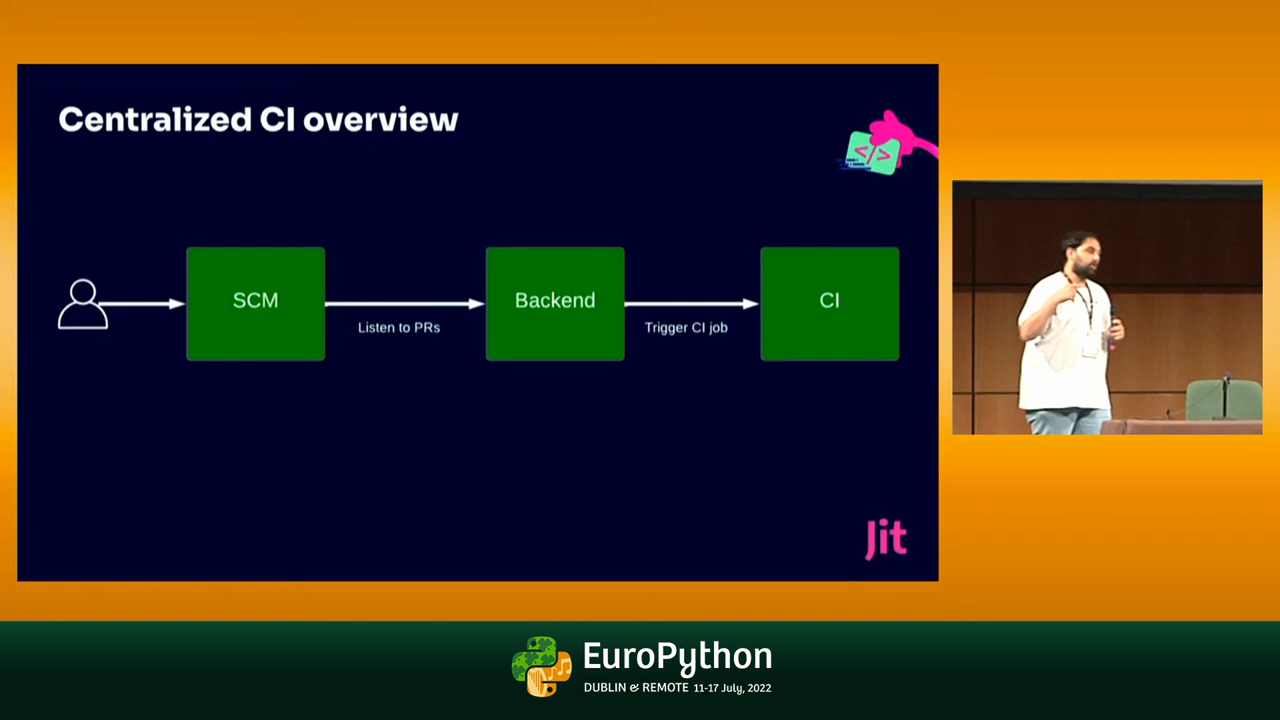 Centralized CI overview
</>
SCM
Listen to PRs
Backend
Trigger CI job
CI
Jit
EuroPython
DUBLIN & REMOTE 11-17 July, 2022